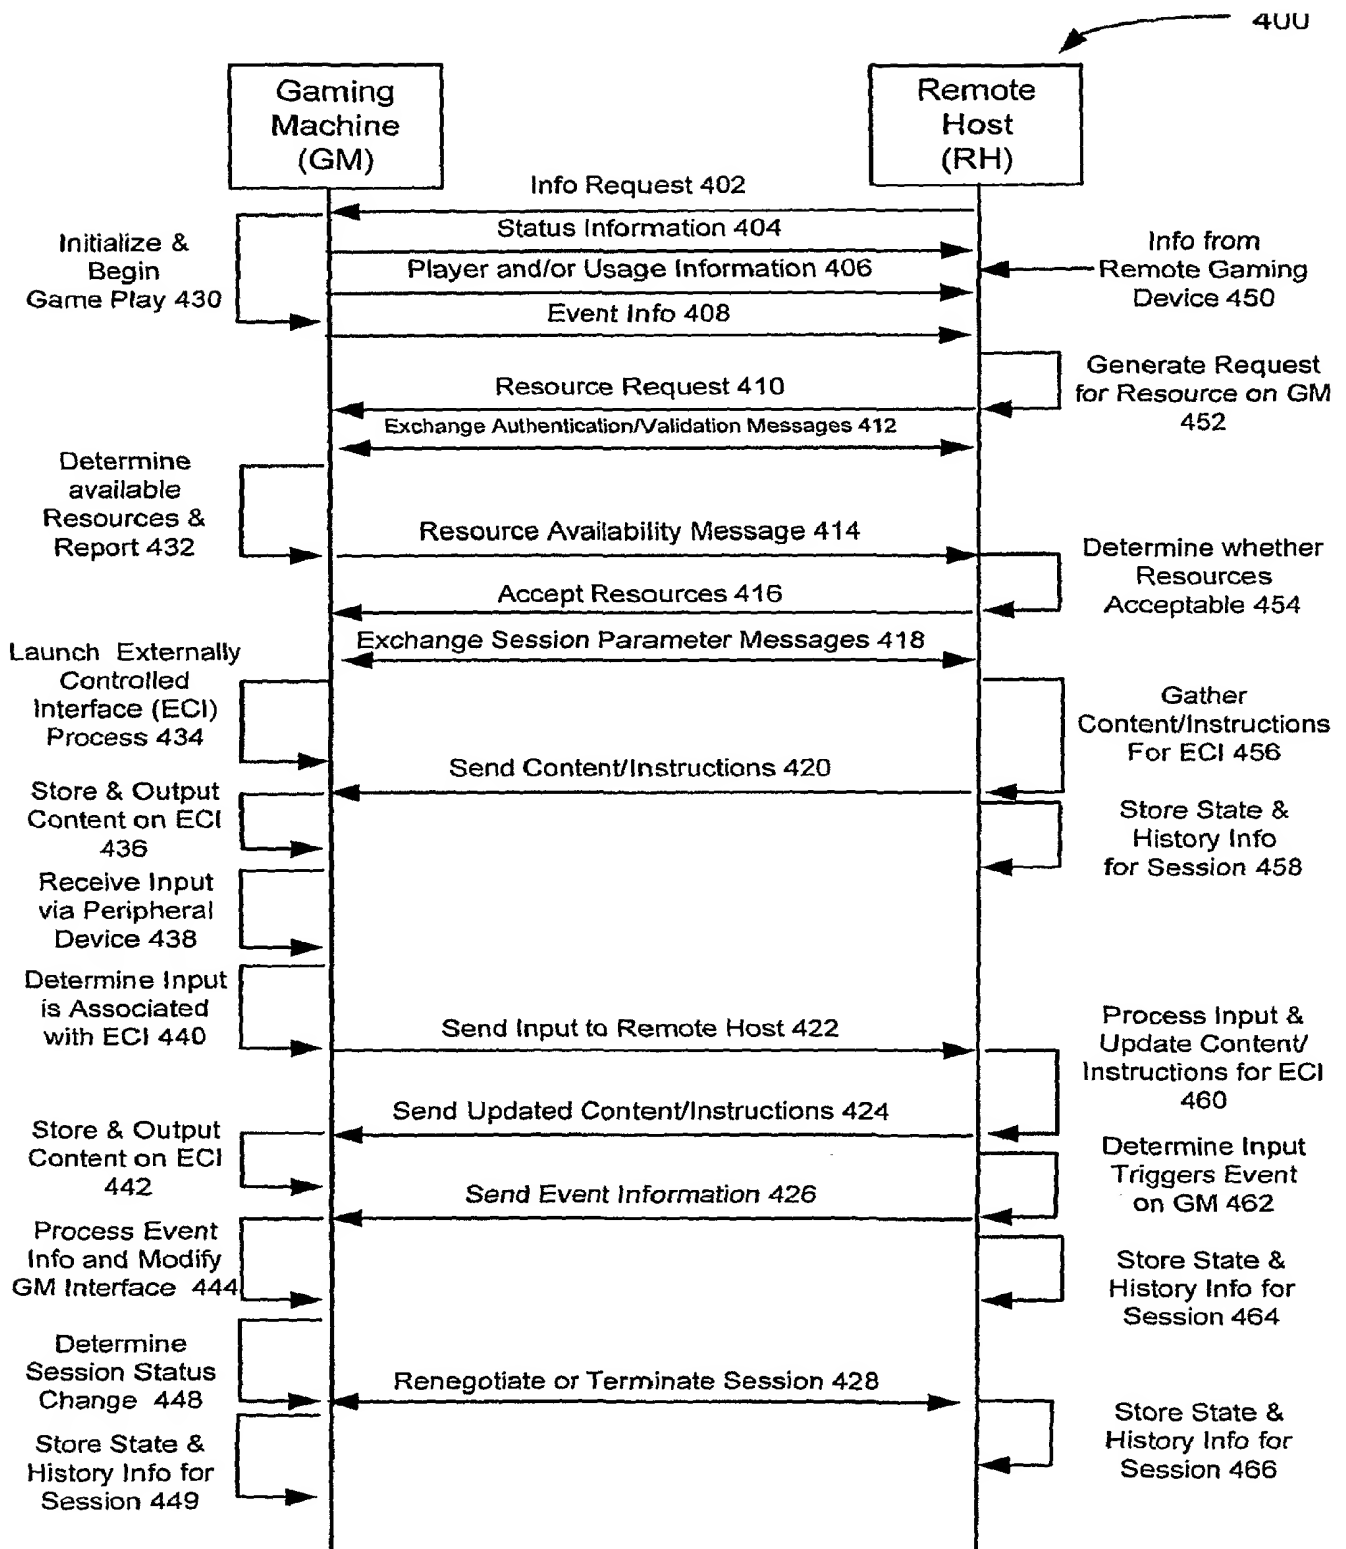 400
Gaming
Machine
(GM)
Remote
Host
(RH)
Info Request 402
Status Information 404
Initialize &
Begin
Game Play 430
Info from
Remote Gaming
Device 450
Player and/or Usage Information 406
Event Info 408
Generate Request
for Resource on GM
452
Resource Request 410
Exchange Authentication/Validation Messages 412
Determine
available
Resources &
Report 432
Resource Availability Message 414
Determine whether
Resources
Acceptable 454
Accept Resources 416
Exchange Session Parameter Messages 418
Launch Externally
Controlled
Interface (ECI)
Process 434
Gather
Content/Instructions
For ECI 456
Send Content/Instructions 420
Store & Output
Content on ECI
436
Store State &
History Info
for Session 458
Receive Input
via Peripheral
Device 438
Determine Input
is Associated
with ECI 440
Send Input to Remote Host 422
Process Input &
Update Content/
Instructions for ECI
460
Send Updated Content/Instructions 424
Store & Output
Content on ECI
442
Determine Input
Triggers Event
on GM 462
Send Event Information 426
Process Event
Info and Modify
GM Interface 444
Store State &
History Info for
Session 464
Determine
Session Status
Change 448
Renegotiate or Terminate Session 428
Store State &
History Info for
Session 466
Store State &
History Info for
Session 449